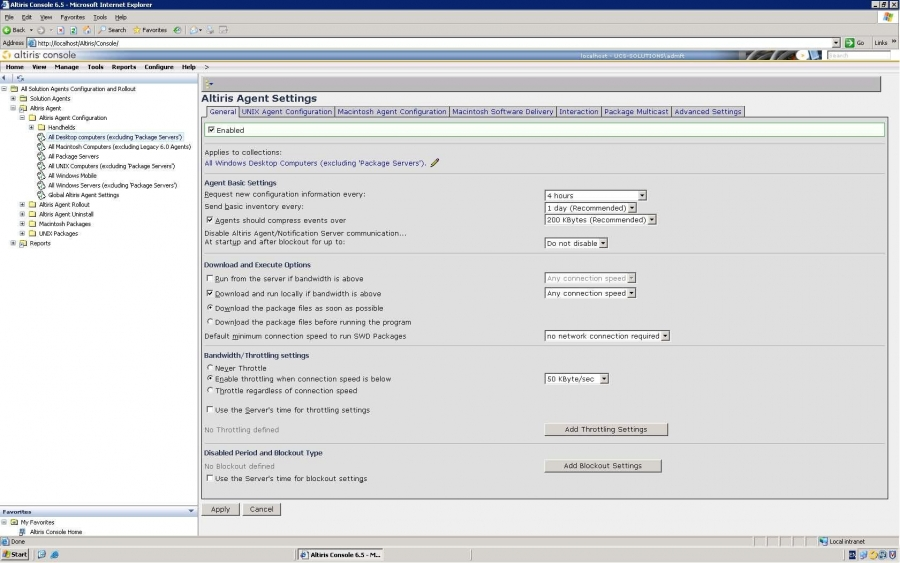 Altiris Console 6.5 - Microsoft Internet Explorer
File Edit View Favorites Tools Help
Back Search Favorites
Address http://localhost/Altiris/Console/ Go Links »
altiris console
localhost - UCS-SOLUTIONS\admin
search
Home View Manage Tools Reports Configure Help >
All Solution Agents Configuration and Rollout
Solution Agents
Altiris Agent
Altiris Agent Configuration
Handhelds
All Desktop computers (excluding 'Package Servers')
All Macintosh Computers (excluding Legacy 6.0 Agents)
All Package Servers
All UNIX Computers (excluding 'Package Servers')
All Windows Mobile
All Windows Servers (excluding 'Package Servers')
Global Altiris Agent Settings
Altiris Agent Rollout
Altiris Agent Uninstall
Macintosh Packages
UNIX Packages
Reports
Favorites
My Favorites
Altiris Console Home
Altiris Agent Settings
General UNIX Agent Configuration Macintosh Agent Configuration Macintosh Software Delivery Interaction Package Multicast Advanced Settings
Enabled
Applies to collections:
All Windows Desktop Computers (excluding 'Package Servers').
Agent Basic Settings
Request new configuration information every: 4 hours
Send basic inventory every: 1 day (Recommended)
Agents should compress events over 200 KBytes (Recommended)
Disable Altiris Agent/Notification Server communication...
At startup and after blockout for up to: Do not disable
Download and Execute Options
Run from the server if bandwidth is above Any connection speed
Download and run locally if bandwidth is above Any connection speed
Download the package files as soon as possible
Download the package files before running the program
Default minimum connection speed to run SWD Packages no network connection required
Bandwidth/Throttling settings
Never Throttle
Enable throttling when connection speed is below 50 KByte/sec
Throttle regardless of connection speed
Use the Server's time for throttling settings
No Throttling defined Add Throttling Settings
Disabled Period and Blockout Type
No Blockout defined Add Blockout Settings
Use the Server's time for blockout settings
Apply Cancel
Done Local intranet
Start Altiris Console 6.5 - M... EN